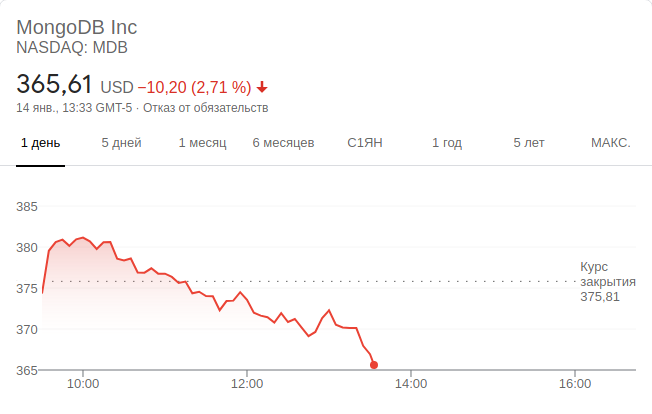 MongoDB Inc
NASDAQ: MDB
365,61 USD −10,20 (2,71 %)
14 янв., 13:33 GMT-5 · Отказ от обязательств
1 день 5 дней 1 месяц 6 месяцев С1ЯН 1 год 5 лет МАКС.
385
380
Курс
375 закрытия
375,81
370
365
10:00 12:00 14:00 16:00